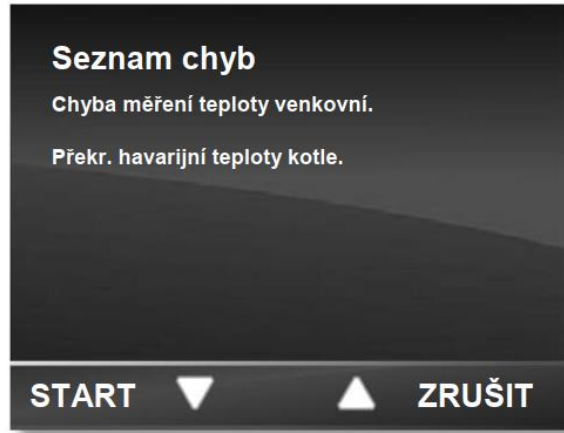 Seznam chyb
Chyba měření teploty venkovní.
Překr. havarijní teploty kotle.
START ZRUŠIT